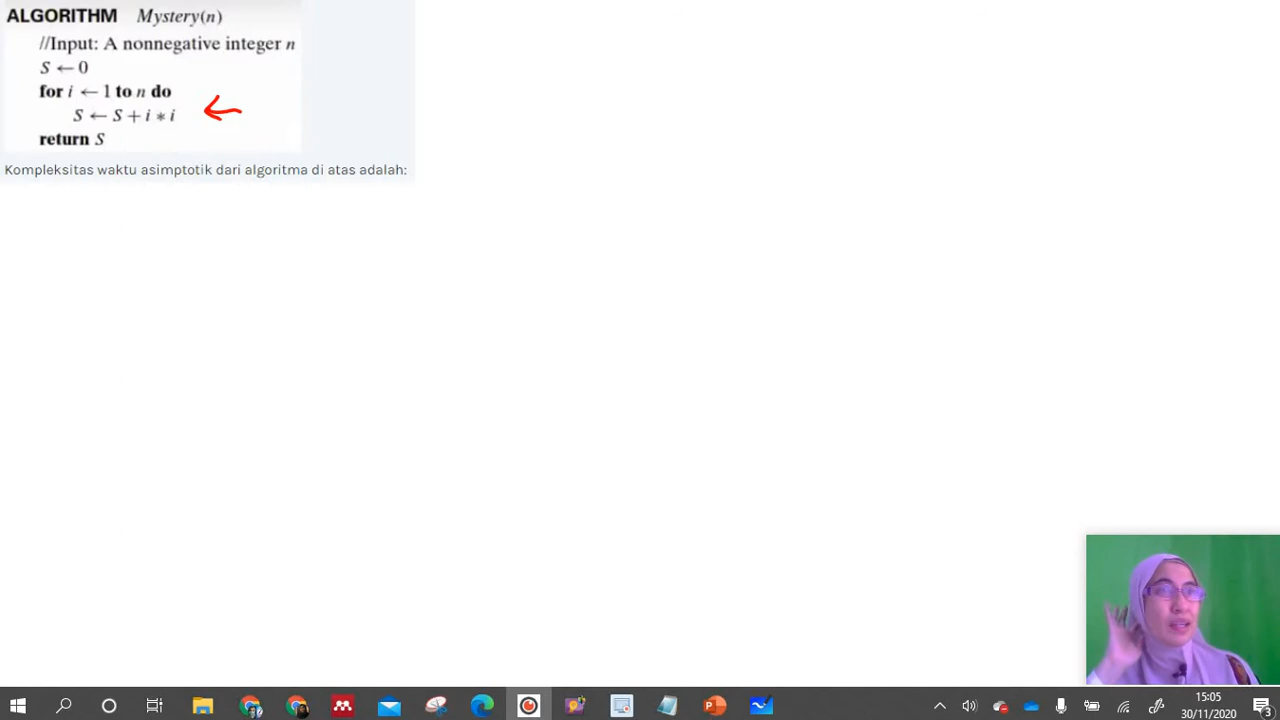 ALGORITHM Mystery(n)
//Input: A nonnegative integer n
S ← 0
for i ← 1 to n do
S ← S + i * i
return S
Kompleksitas waktu asimptotik dari algoritma di atas adalah:
15:05
30/11/2020
3